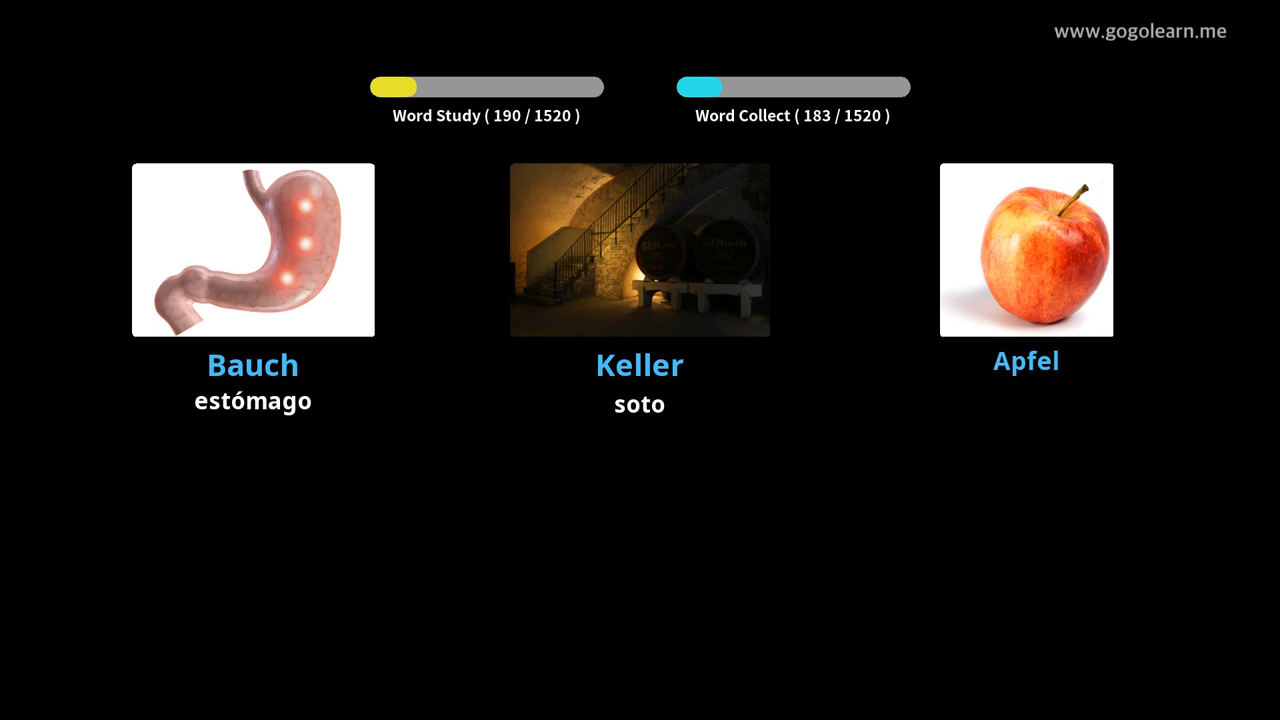 www.gogolearn.me
Word Study ( 190 / 1520 )
Word Collect ( 183 / 1520 )
Bauch
estómago
Keller
soto
Apfel